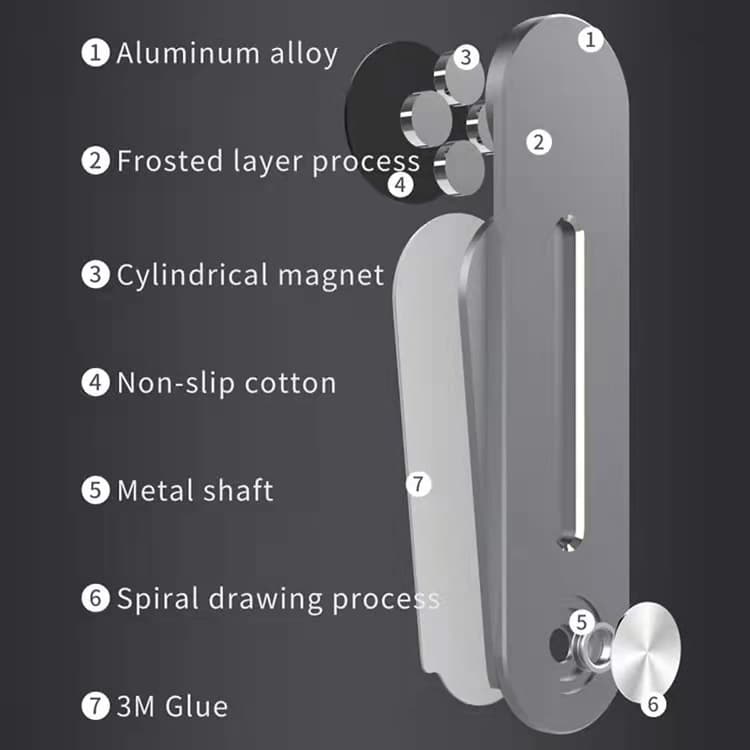 1 Aluminum alloy
2 Frosted layer process
3 Cylindrical magnet
4 Non-slip cotton
5 Metal shaft
6 Spiral drawing process
7 3M Glue
1
3
2
4
7
5
6